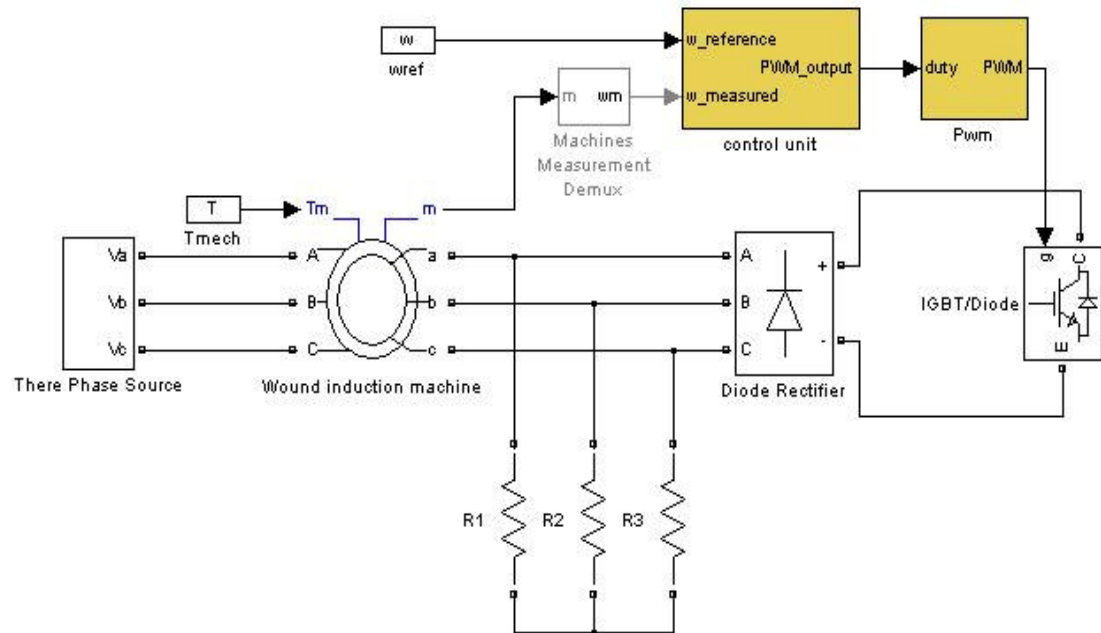 w
wref
w_reference
PWM_output
w_measured
control unit
duty
PWM
Pwm
m
wm
Machines
Measurement
Demux
T
Tmech
Tm
m
Va
Vb
Vc
There Phase Source
A
B
C
a
b
c
Wound induction machine
A
B
C
+
-
Diode Rectifier
g
C
E
IGBT/Diode
R1
R2
R3